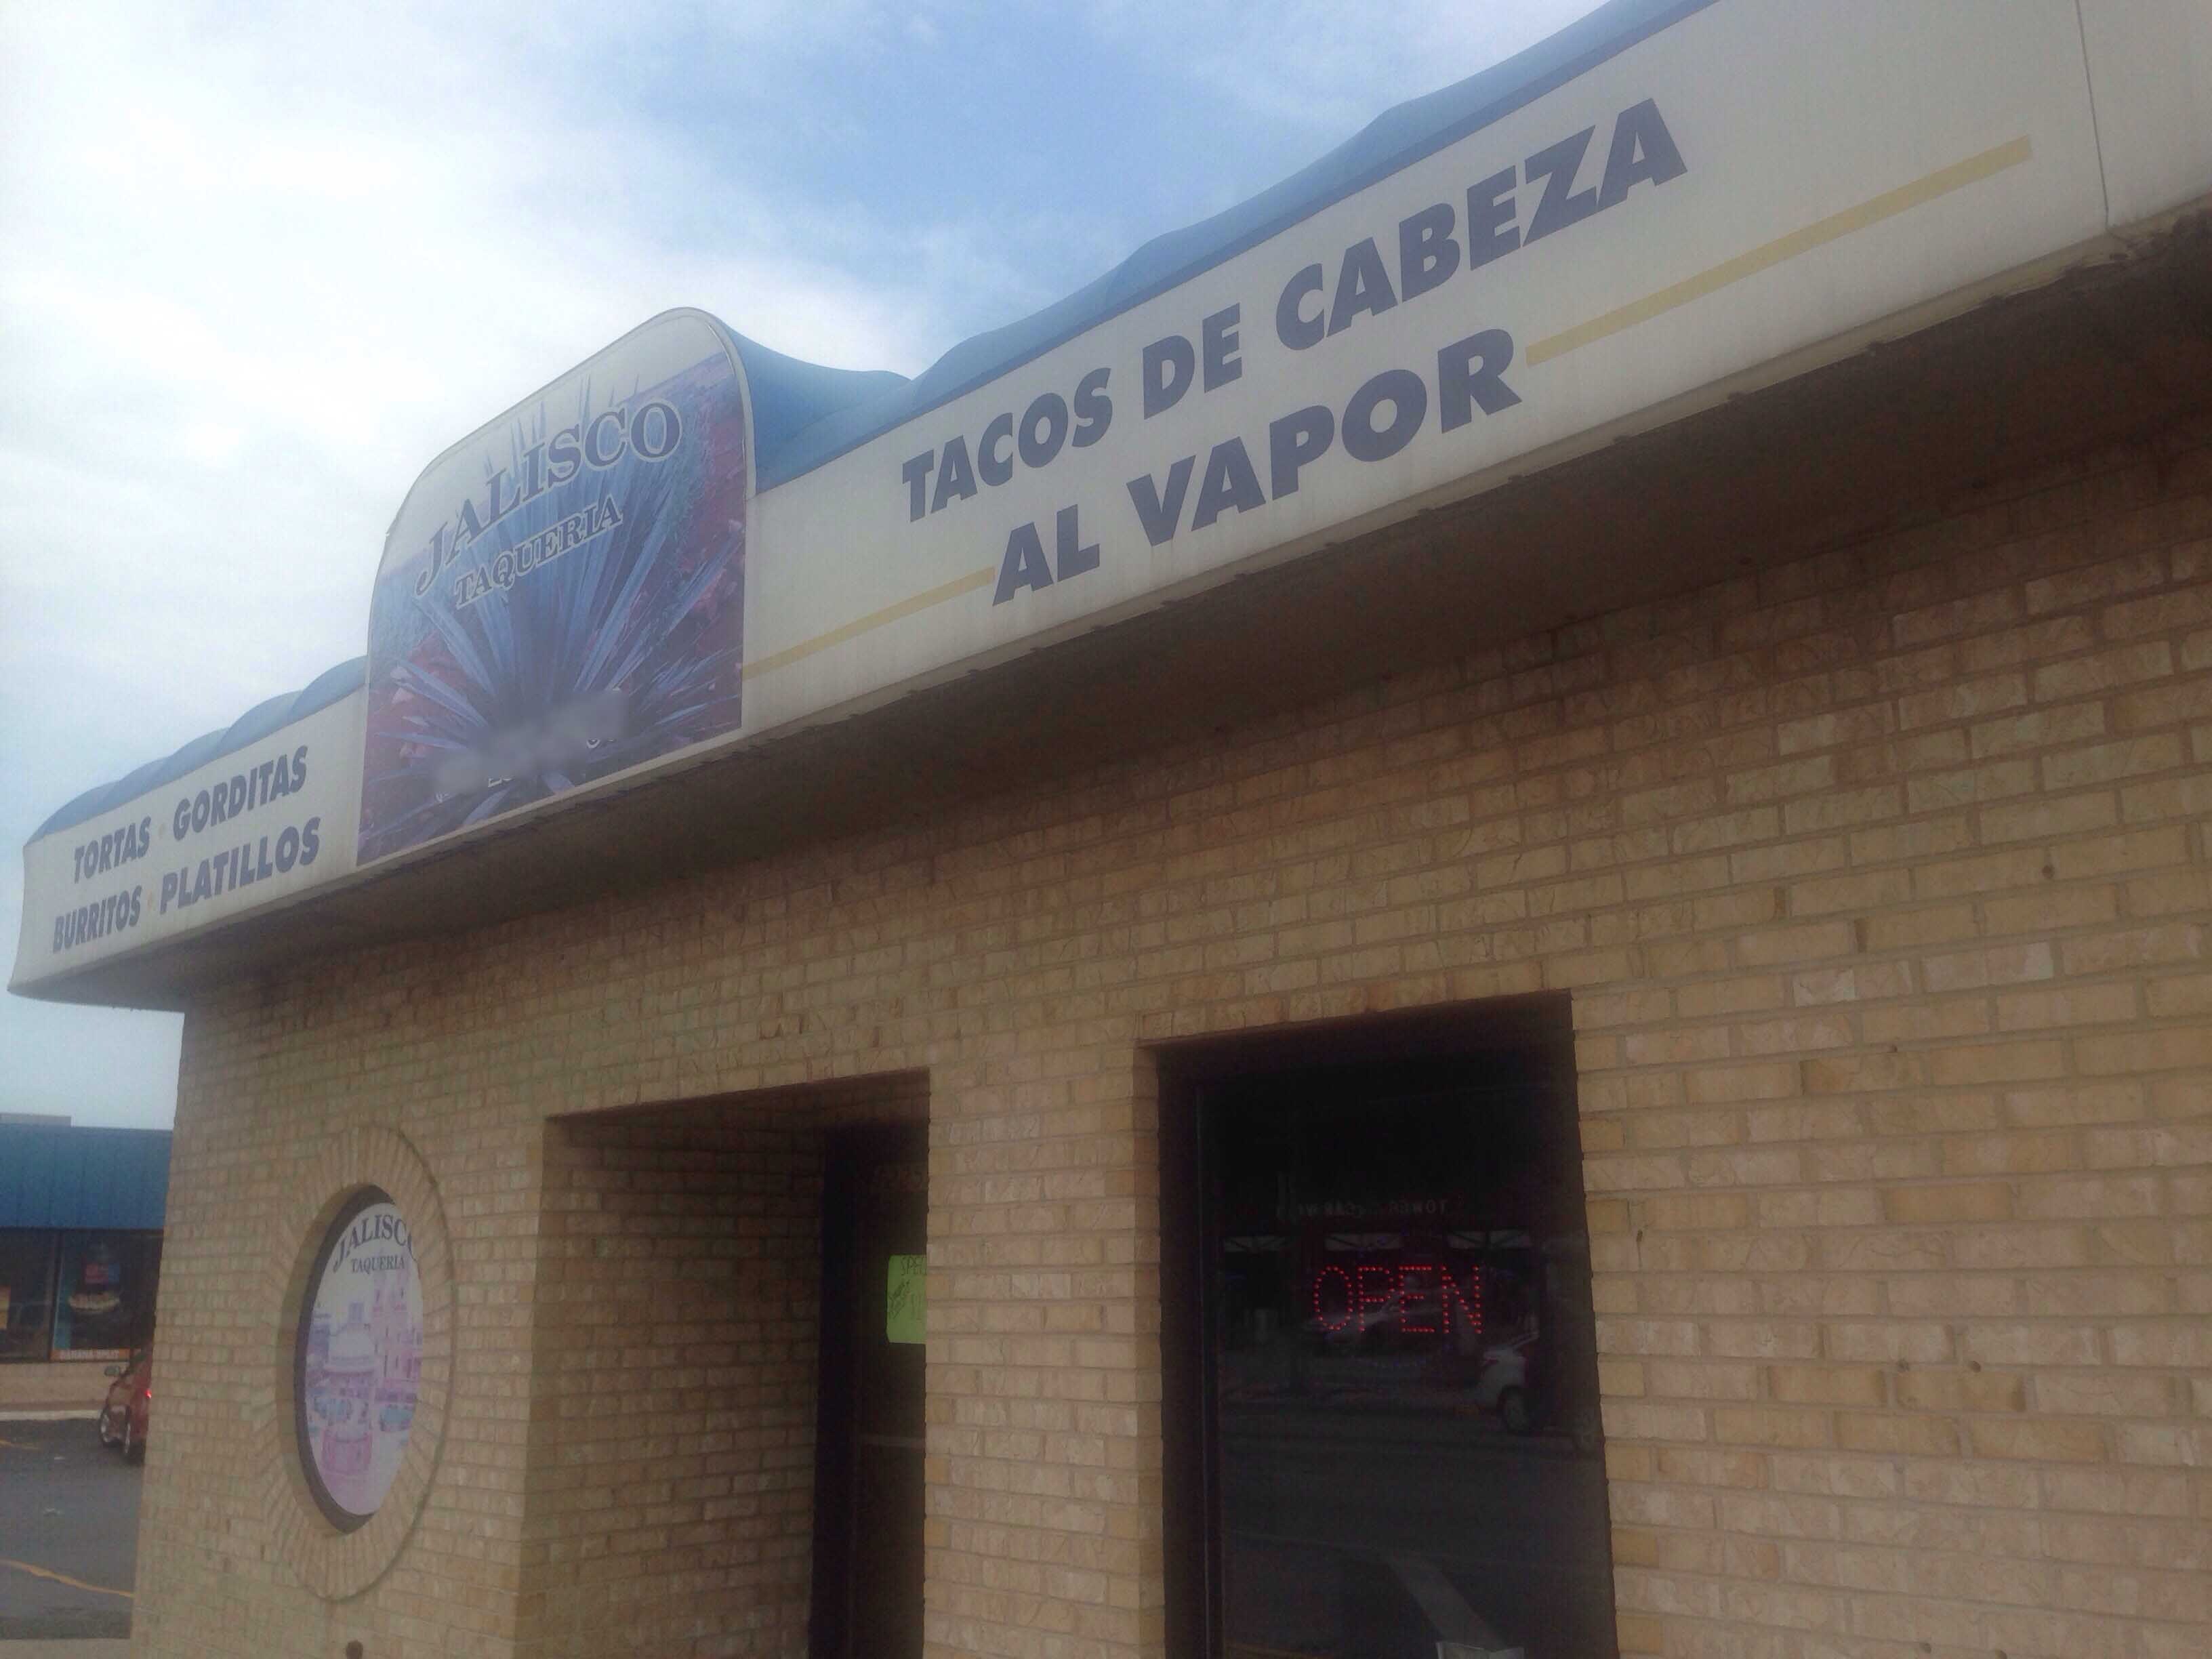 JALISCO
TAQUERIA
TACOS DE CABEZA
AL VAPOR
TORTAS · GORDITAS
BURRITOS · PLATILLOS
JALISCO
TAQUERIA
OPEN